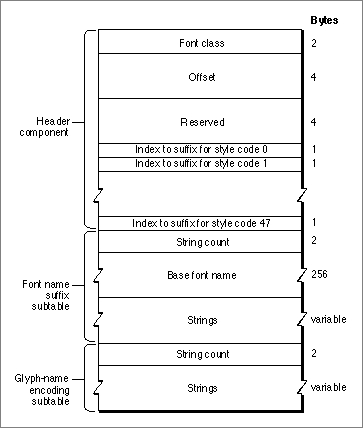 Bytes
Font class 2
Offset 4
Reserved 4
Header
component
Index to suffix for style code 0 1
Index to suffix for style code 1 1
Index to suffix for style code 47 1
String count 2
Font name
suffix
subtable
Base font name 256
Strings variable
String count 2
Glyph-name
encoding
subtable
Strings variable